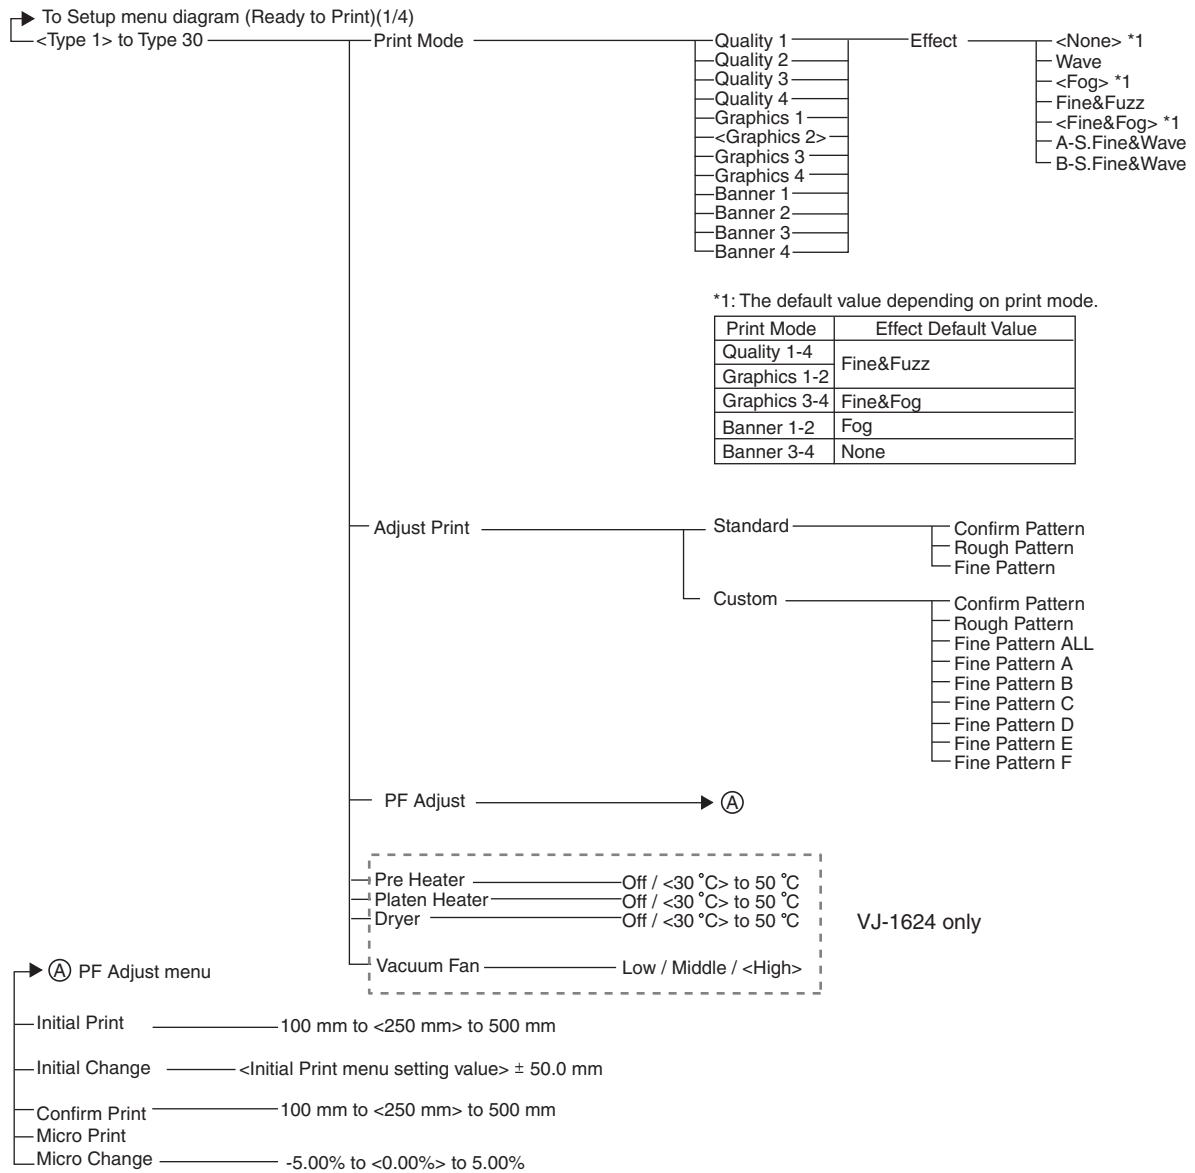 To Setup menu diagram (Ready to Print)(1/4)
<Type 1> to Type 30
Print Mode
Quality 1
Quality 2
Quality 3
Quality 4
Graphics 1
<Graphics 2>
Graphics 3
Graphics 4
Banner 1
Banner 2
Banner 3
Banner 4
Effect
<None> *1
Wave
<Fog> *1
Fine&Fuzz
<Fine&Fog> *1
A-S.Fine&Wave
B-S.Fine&Wave
*1: The default value depending on print mode.
Print Mode Effect Default Value
Quality 1-4
Fine&Fuzz
Graphics 1-2
Graphics 3-4 Fine&Fog
Banner 1-2 Fog
Banner 3-4 None
Adjust Print
Standard
Confirm Pattern
Rough Pattern
Fine Pattern
Custom
Confirm Pattern
Rough Pattern
Fine Pattern ALL
Fine Pattern A
Fine Pattern B
Fine Pattern C
Fine Pattern D
Fine Pattern E
Fine Pattern F
PF Adjust A
Pre Heater Off / <30 °C> to 50 °C
Platen Heater Off / <30 °C> to 50 °C
Dryer Off / <30 °C> to 50 °C
VJ-1624 only
Vacuum Fan Low / Middle / <High>
A PF Adjust menu
Initial Print 100 mm to <250 mm> to 500 mm
Initial Change <Initial Print menu setting value> ± 50.0 mm
Confirm Print 100 mm to <250 mm> to 500 mm
Micro Print
Micro Change -5.00% to <0.00%> to 5.00%